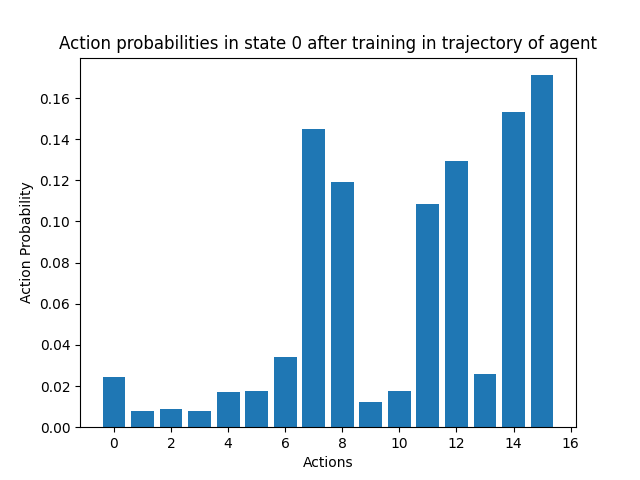 Action probabilities in state 0 after training in trajectory of agent
0.16
0.14
0.12
0.10
0.08
0.06
0.04
0.02
0.00
Action Probability
0 2 4 6 8 10 12 14 16
Actions